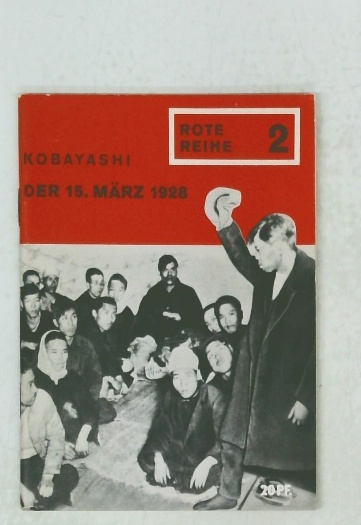 ROTE
REIHE 2
KOBAYASHI
DER 15. MÄRZ 1928
20 PF.